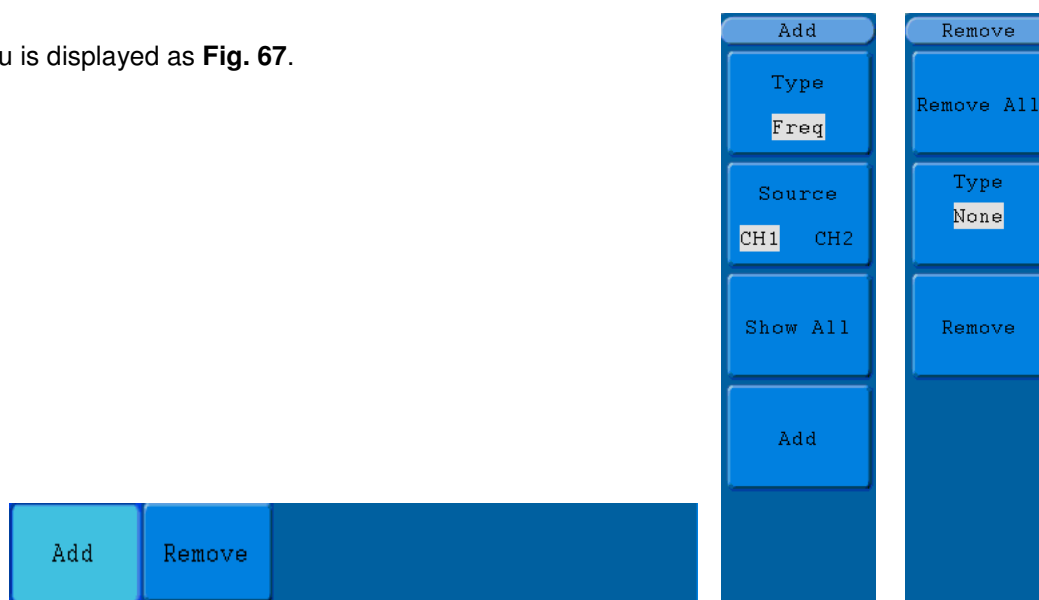 u is displayed as Fig. 67.
Add
Type
Freq
Source
CH1 CH2
Show All
Add
Remove
Remove All
Type
None
Remove
Add Remove